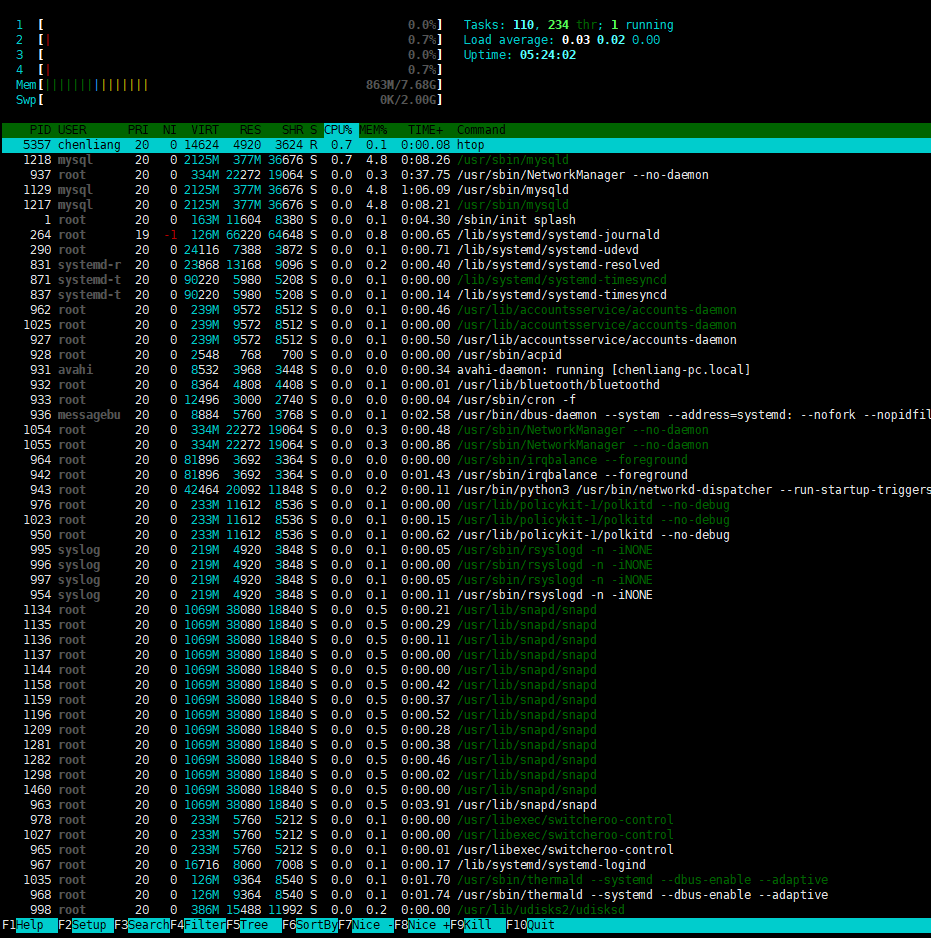 1 [ 0.0%] Tasks: 110, 234 thr; 1 running
2 [| 0.7%] Load average: 0.03 0.02 0.00
3 [ 0.0%] Uptime: 05:24:02
4 [| 0.7%]
Mem[||||||||||||||| 863M/7.68G]
Swp[ 0K/2.00G]
PID USER PRI NI VIRT RES SHR S CPU% MEM% TIME+ Command
5357 chenliang 20 0 14624 4920 3624 R 0.7 0.1 0:00.08 htop
1218 mysql 20 0 2125M 377M 36676 S 0.7 4.8 0:08.26 /usr/sbin/mysqld
937 root 20 0 334M 22272 19064 S 0.0 0.3 0:37.75 /usr/sbin/NetworkManager --no-daemon
1129 mysql 20 0 2125M 377M 36676 S 0.0 4.8 1:06.09 /usr/sbin/mysqld
1217 mysql 20 0 2125M 377M 36676 S 0.0 4.8 0:08.21 /usr/sbin/mysqld
1 root 20 0 163M 11604 8380 S 0.0 0.1 0:04.30 /sbin/init splash
264 root 19 -1 126M 66220 64648 S 0.0 0.8 0:00.65 /lib/systemd/systemd-journald
290 root 20 0 24116 7388 3872 S 0.0 0.1 0:00.71 /lib/systemd/systemd-udevd
831 systemd-r 20 0 23868 13168 9096 S 0.0 0.2 0:00.40 /lib/systemd/systemd-resolved
871 systemd-t 20 0 90220 5980 5208 S 0.0 0.1 0:00.00 /lib/systemd/systemd-timesyncd
837 systemd-t 20 0 90220 5980 5208 S 0.0 0.1 0:00.14 /lib/systemd/systemd-timesyncd
962 root 20 0 239M 9572 8512 S 0.0 0.1 0:00.46 /usr/lib/accountsservice/accounts-daemon
1025 root 20 0 239M 9572 8512 S 0.0 0.1 0:00.00 /usr/lib/accountsservice/accounts-daemon
927 root 20 0 239M 9572 8512 S 0.0 0.1 0:00.50 /usr/lib/accountsservice/accounts-daemon
928 root 20 0 2548 768 700 S 0.0 0.0 0:00.00 /usr/sbin/acpid
931 avahi 20 0 8532 3968 3448 S 0.0 0.0 0:00.34 avahi-daemon: running [chenliang-pc.local]
932 root 20 0 8364 4808 4408 S 0.0 0.1 0:00.01 /usr/lib/bluetooth/bluetoothd
933 root 20 0 12496 3000 2740 S 0.0 0.0 0:00.04 /usr/sbin/cron -f
936 messagebu 20 0 8884 5760 3768 S 0.0 0.1 0:02.58 /usr/bin/dbus-daemon --system --address=systemd: --nofork --nopidfil
1054 root 20 0 334M 22272 19064 S 0.0 0.3 0:00.48 /usr/sbin/NetworkManager --no-daemon
1055 root 20 0 334M 22272 19064 S 0.0 0.3 0:00.86 /usr/sbin/NetworkManager --no-daemon
964 root 20 0 81896 3692 3364 S 0.0 0.0 0:00.00 /usr/sbin/irqbalance --foreground
942 root 20 0 81896 3692 3364 S 0.0 0.0 0:01.43 /usr/sbin/irqbalance --foreground
943 root 20 0 42464 20092 11848 S 0.0 0.2 0:00.11 /usr/bin/python3 /usr/bin/networkd-dispatcher --run-startup-triggers
976 root 20 0 233M 11612 8536 S 0.0 0.1 0:00.00 /usr/lib/policykit-1/polkitd --no-debug
1023 root 20 0 233M 11612 8536 S 0.0 0.1 0:00.15 /usr/lib/policykit-1/polkitd --no-debug
950 root 20 0 233M 11612 8536 S 0.0 0.1 0:00.62 /usr/lib/policykit-1/polkitd --no-debug
995 syslog 20 0 219M 4920 3848 S 0.0 0.1 0:00.05 /usr/sbin/rsyslogd -n -iNONE
996 syslog 20 0 219M 4920 3848 S 0.0 0.1 0:00.00 /usr/sbin/rsyslogd -n -iNONE
997 syslog 20 0 219M 4920 3848 S 0.0 0.1 0:00.05 /usr/sbin/rsyslogd -n -iNONE
954 syslog 20 0 219M 4920 3848 S 0.0 0.1 0:00.11 /usr/sbin/rsyslogd -n -iNONE
1134 root 20 0 1069M 38080 18840 S 0.0 0.5 0:00.21 /usr/lib/snapd/snapd
1135 root 20 0 1069M 38080 18840 S 0.0 0.5 0:00.29 /usr/lib/snapd/snapd
1136 root 20 0 1069M 38080 18840 S 0.0 0.5 0:00.11 /usr/lib/snapd/snapd
1137 root 20 0 1069M 38080 18840 S 0.0 0.5 0:00.00 /usr/lib/snapd/snapd
1144 root 20 0 1069M 38080 18840 S 0.0 0.5 0:00.00 /usr/lib/snapd/snapd
1158 root 20 0 1069M 38080 18840 S 0.0 0.5 0:00.42 /usr/lib/snapd/snapd
1159 root 20 0 1069M 38080 18840 S 0.0 0.5 0:00.37 /usr/lib/snapd/snapd
1196 root 20 0 1069M 38080 18840 S 0.0 0.5 0:00.52 /usr/lib/snapd/snapd
1209 root 20 0 1069M 38080 18840 S 0.0 0.5 0:00.28 /usr/lib/snapd/snapd
1281 root 20 0 1069M 38080 18840 S 0.0 0.5 0:00.38 /usr/lib/snapd/snapd
1282 root 20 0 1069M 38080 18840 S 0.0 0.5 0:00.46 /usr/lib/snapd/snapd
1298 root 20 0 1069M 38080 18840 S 0.0 0.5 0:00.02 /usr/lib/snapd/snapd
1460 root 20 0 1069M 38080 18840 S 0.0 0.5 0:00.00 /usr/lib/snapd/snapd
963 root 20 0 1069M 38080 18840 S 0.0 0.5 0:03.91 /usr/lib/snapd/snapd
978 root 20 0 233M 5760 5212 S 0.0 0.1 0:00.00 /usr/libexec/switcheroo-control
1027 root 20 0 233M 5760 5212 S 0.0 0.1 0:00.00 /usr/libexec/switcheroo-control
965 root 20 0 233M 5760 5212 S 0.0 0.1 0:00.01 /usr/libexec/switcheroo-control
967 root 20 0 16716 8060 7008 S 0.0 0.1 0:00.17 /lib/systemd/systemd-logind
1035 root 20 0 126M 9364 8540 S 0.0 0.1 0:01.70 /usr/sbin/thermald --systemd --dbus-enable --adaptive
968 root 20 0 126M 9364 8540 S 0.0 0.1 0:01.74 /usr/sbin/thermald --systemd --dbus-enable --adaptive
998 root 20 0 386M 15488 11992 S 0.0 0.2 0:00.00 /usr/lib/udisks2/udisksd
F1Help F2Setup F3SearchF4FilterF5Tree F6SortByF7Nice -F8Nice +F9Kill F10Quit